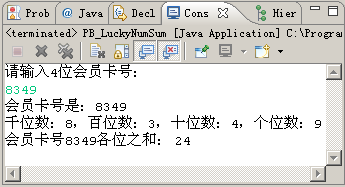 Prob @ Java Decl Cons Hier
<terminated> PB_LuckyNumSum [Java Application] C:\Program
请输入4位会员卡号：
8349
会员卡号是：8349
千位数：8，百位数：3，十位数：4，个位数：9
会员卡号8349各位之和：24